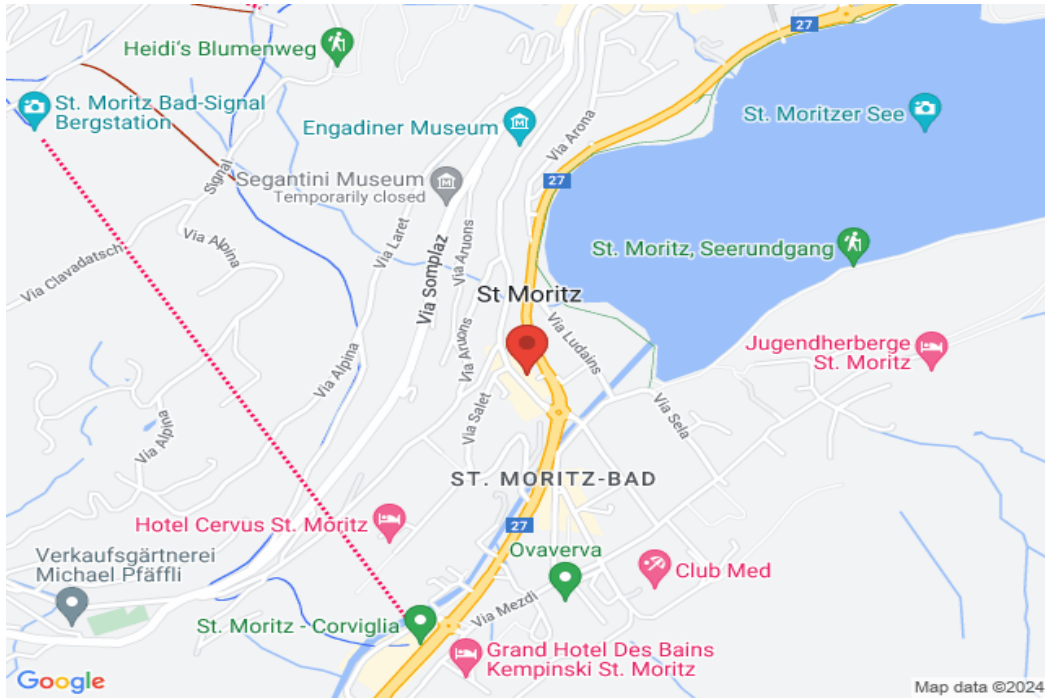 27
Heidi's Blumenweg
St. Moritz Bad-Signal
Bergstation
Engadiner Museum
Via Arona
St. Moritzer See
27
Signal
Segantini Museum
Temporarily closed
Via Laret
Via Alpina
Via Somplaz
Via Aruons
St. Moritz, Seerundgang
Via Clavadatsch
St Moritz
Via Ludains
Via Aruons
Jugendherberge
St. Moritz
Via Alpina
Via Salet
Via Sela
Via Alpina
ST. MORITZ-BAD
Hotel Cervus St. Moritz
27
Verkaufsgärtnerei
Michael Pfäffli
Ovaverva
Club Med
St. Moritz - Corviglia
Via Mezdi
Grand Hotel Des Bains
Kempinski St. Moritz
Google
Map data ©2024